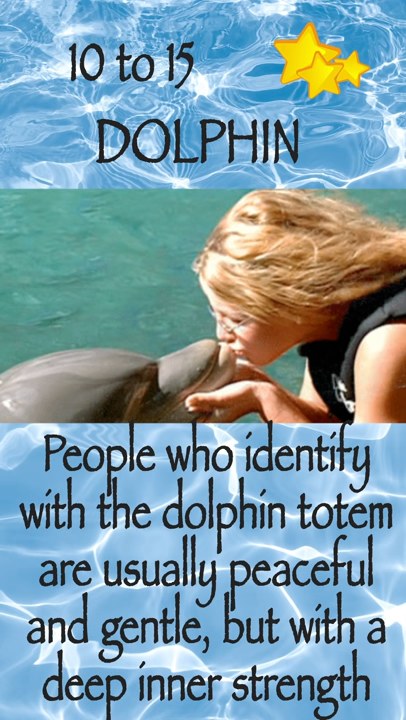 10 to 15
DOLPHIN
People who identify
with the dolphin totem
are usually peaceful
and gentle, but with a
deep inner strength